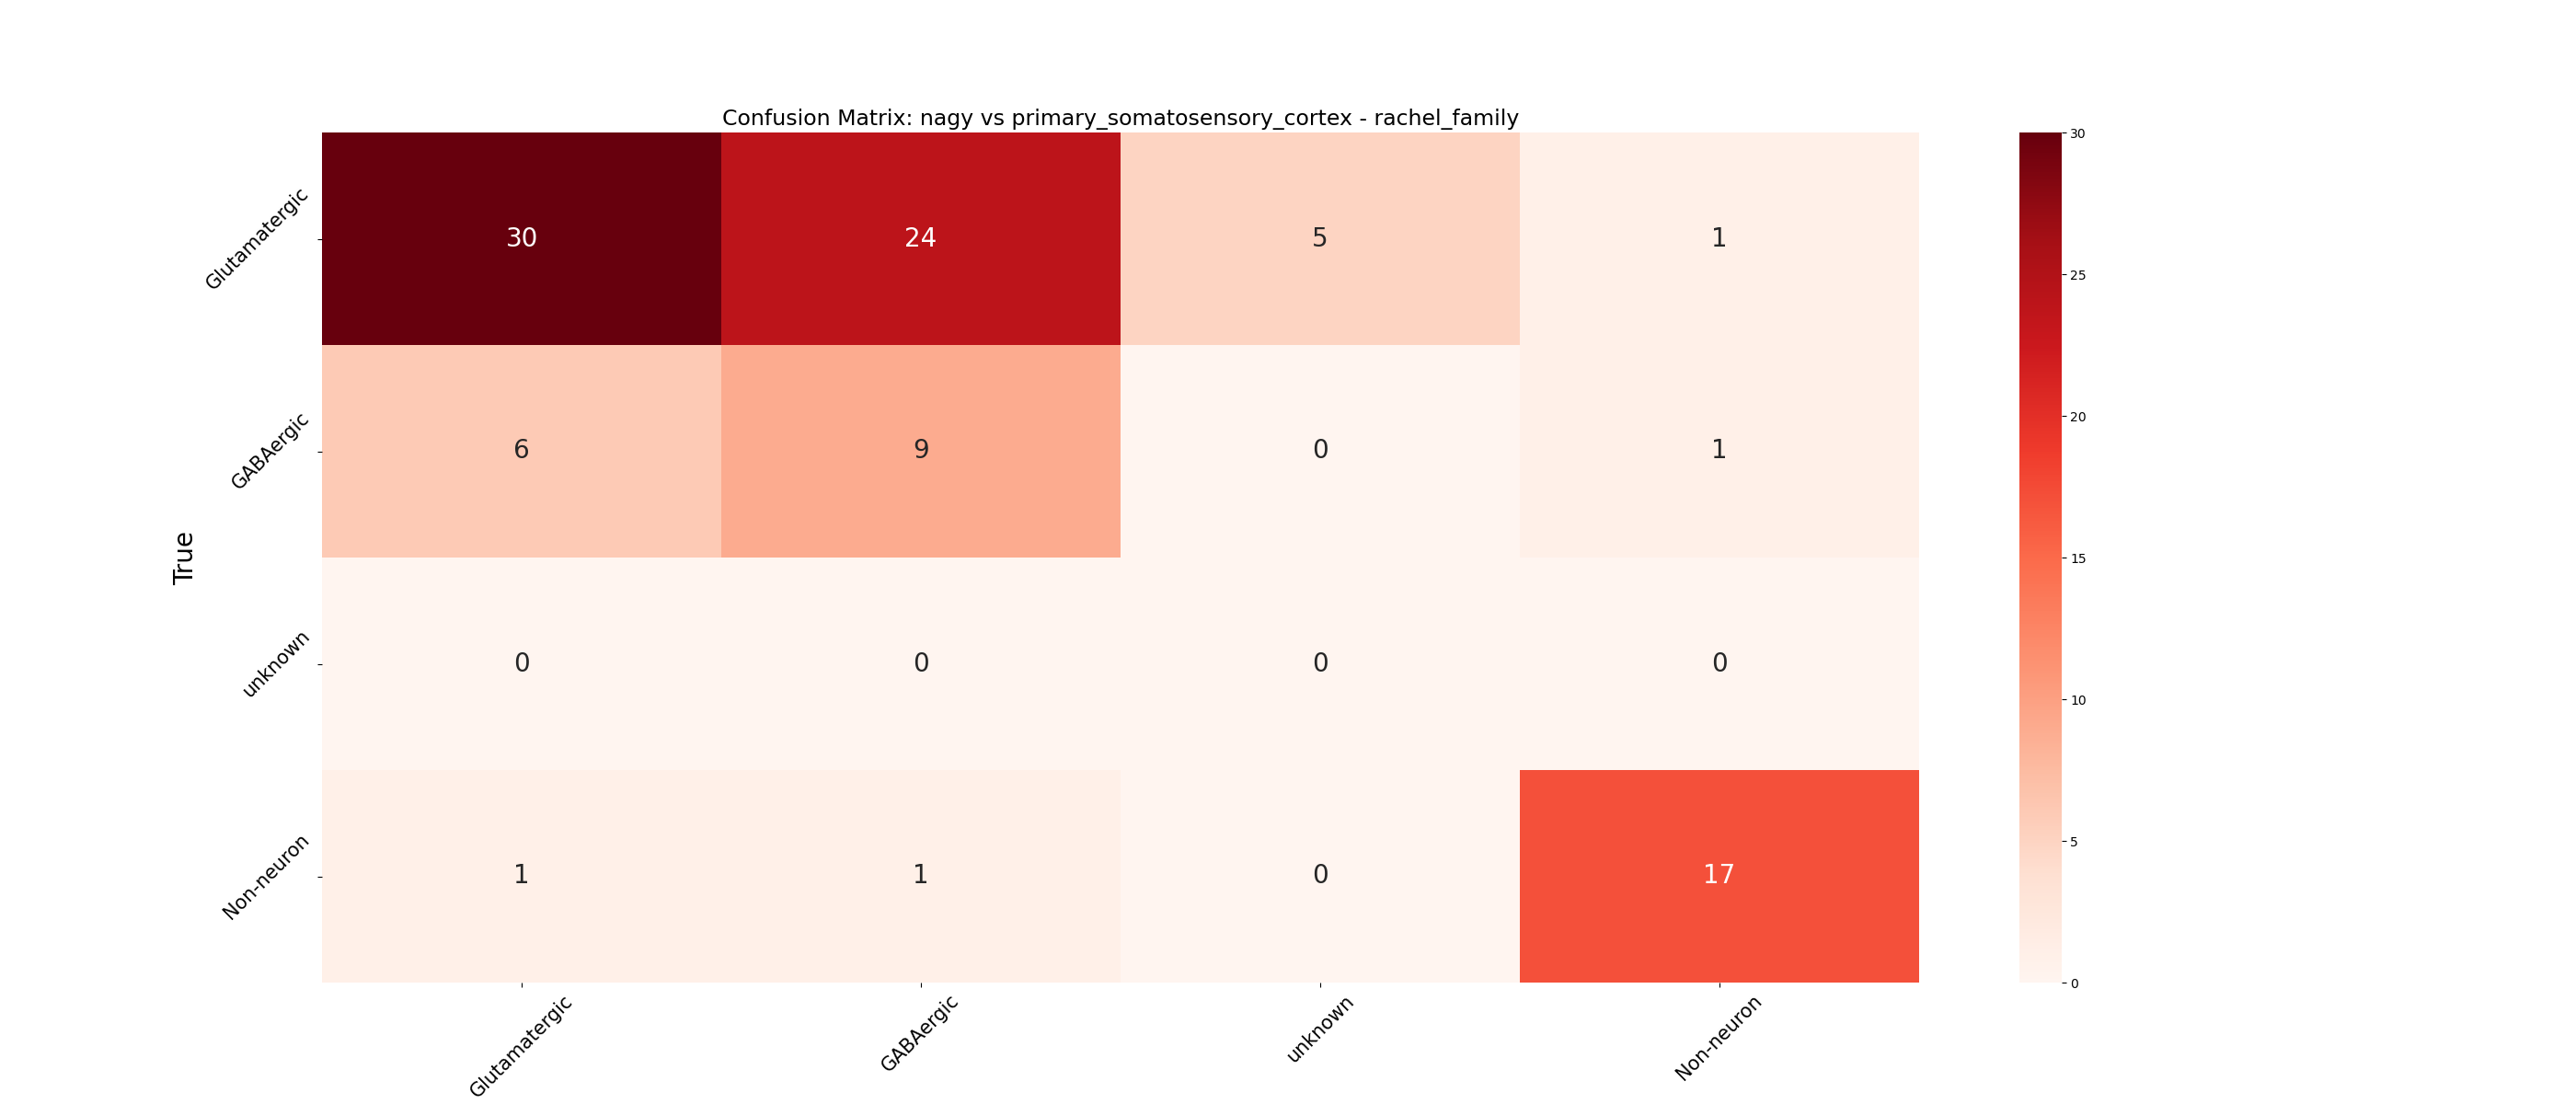 Confusion Matrix: nagy vs primary_somatosensory_cortex - rachel_family
True
Glutamatergic 30 24 5 1
GABAergic 6 9 0 1
unknown 0 0 0 0
Non-neuron 1 1 0 17
Glutamatergic GABAergic unknown Non-neuron
30
25
20
15
10
5
0